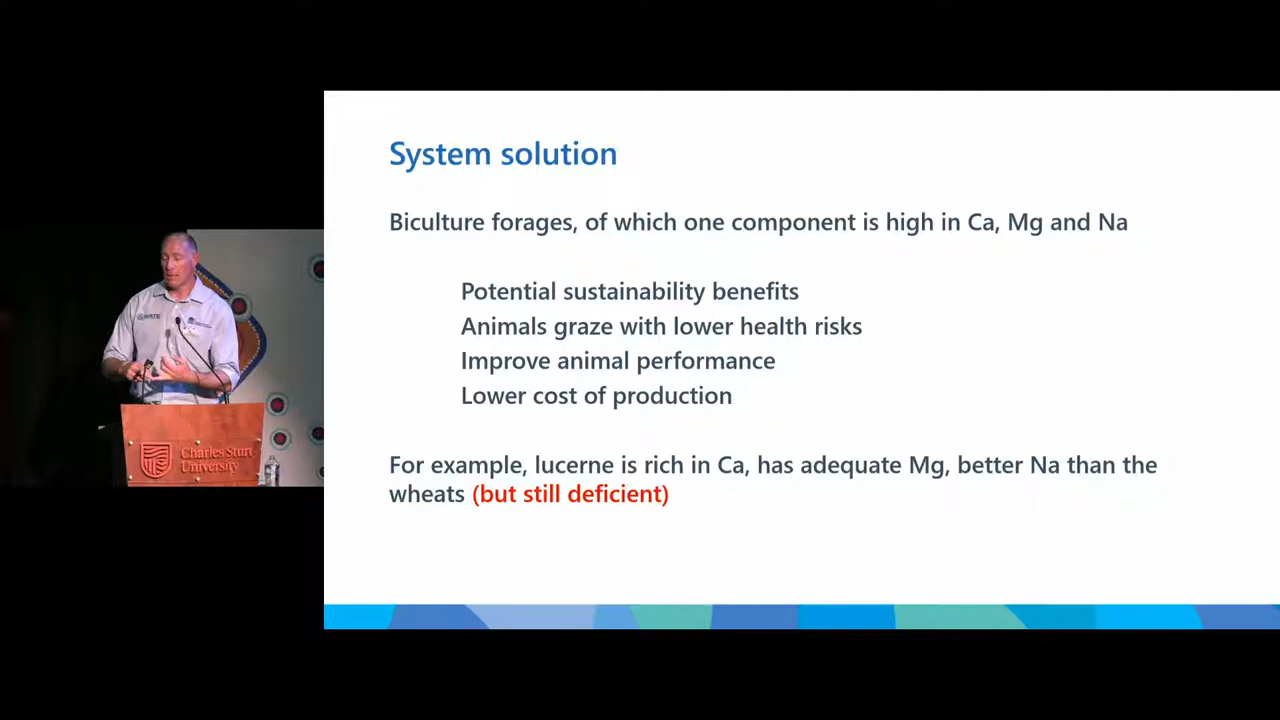 System solution
Biculture forages, of which one component is high in Ca, Mg and Na
Potential sustainability benefits
Animals graze with lower health risks
Improve animal performance
Lower cost of production
For example, lucerne is rich in Ca, has adequate Mg, better Na than the
wheats (but still deficient)
Charles Sturt
University